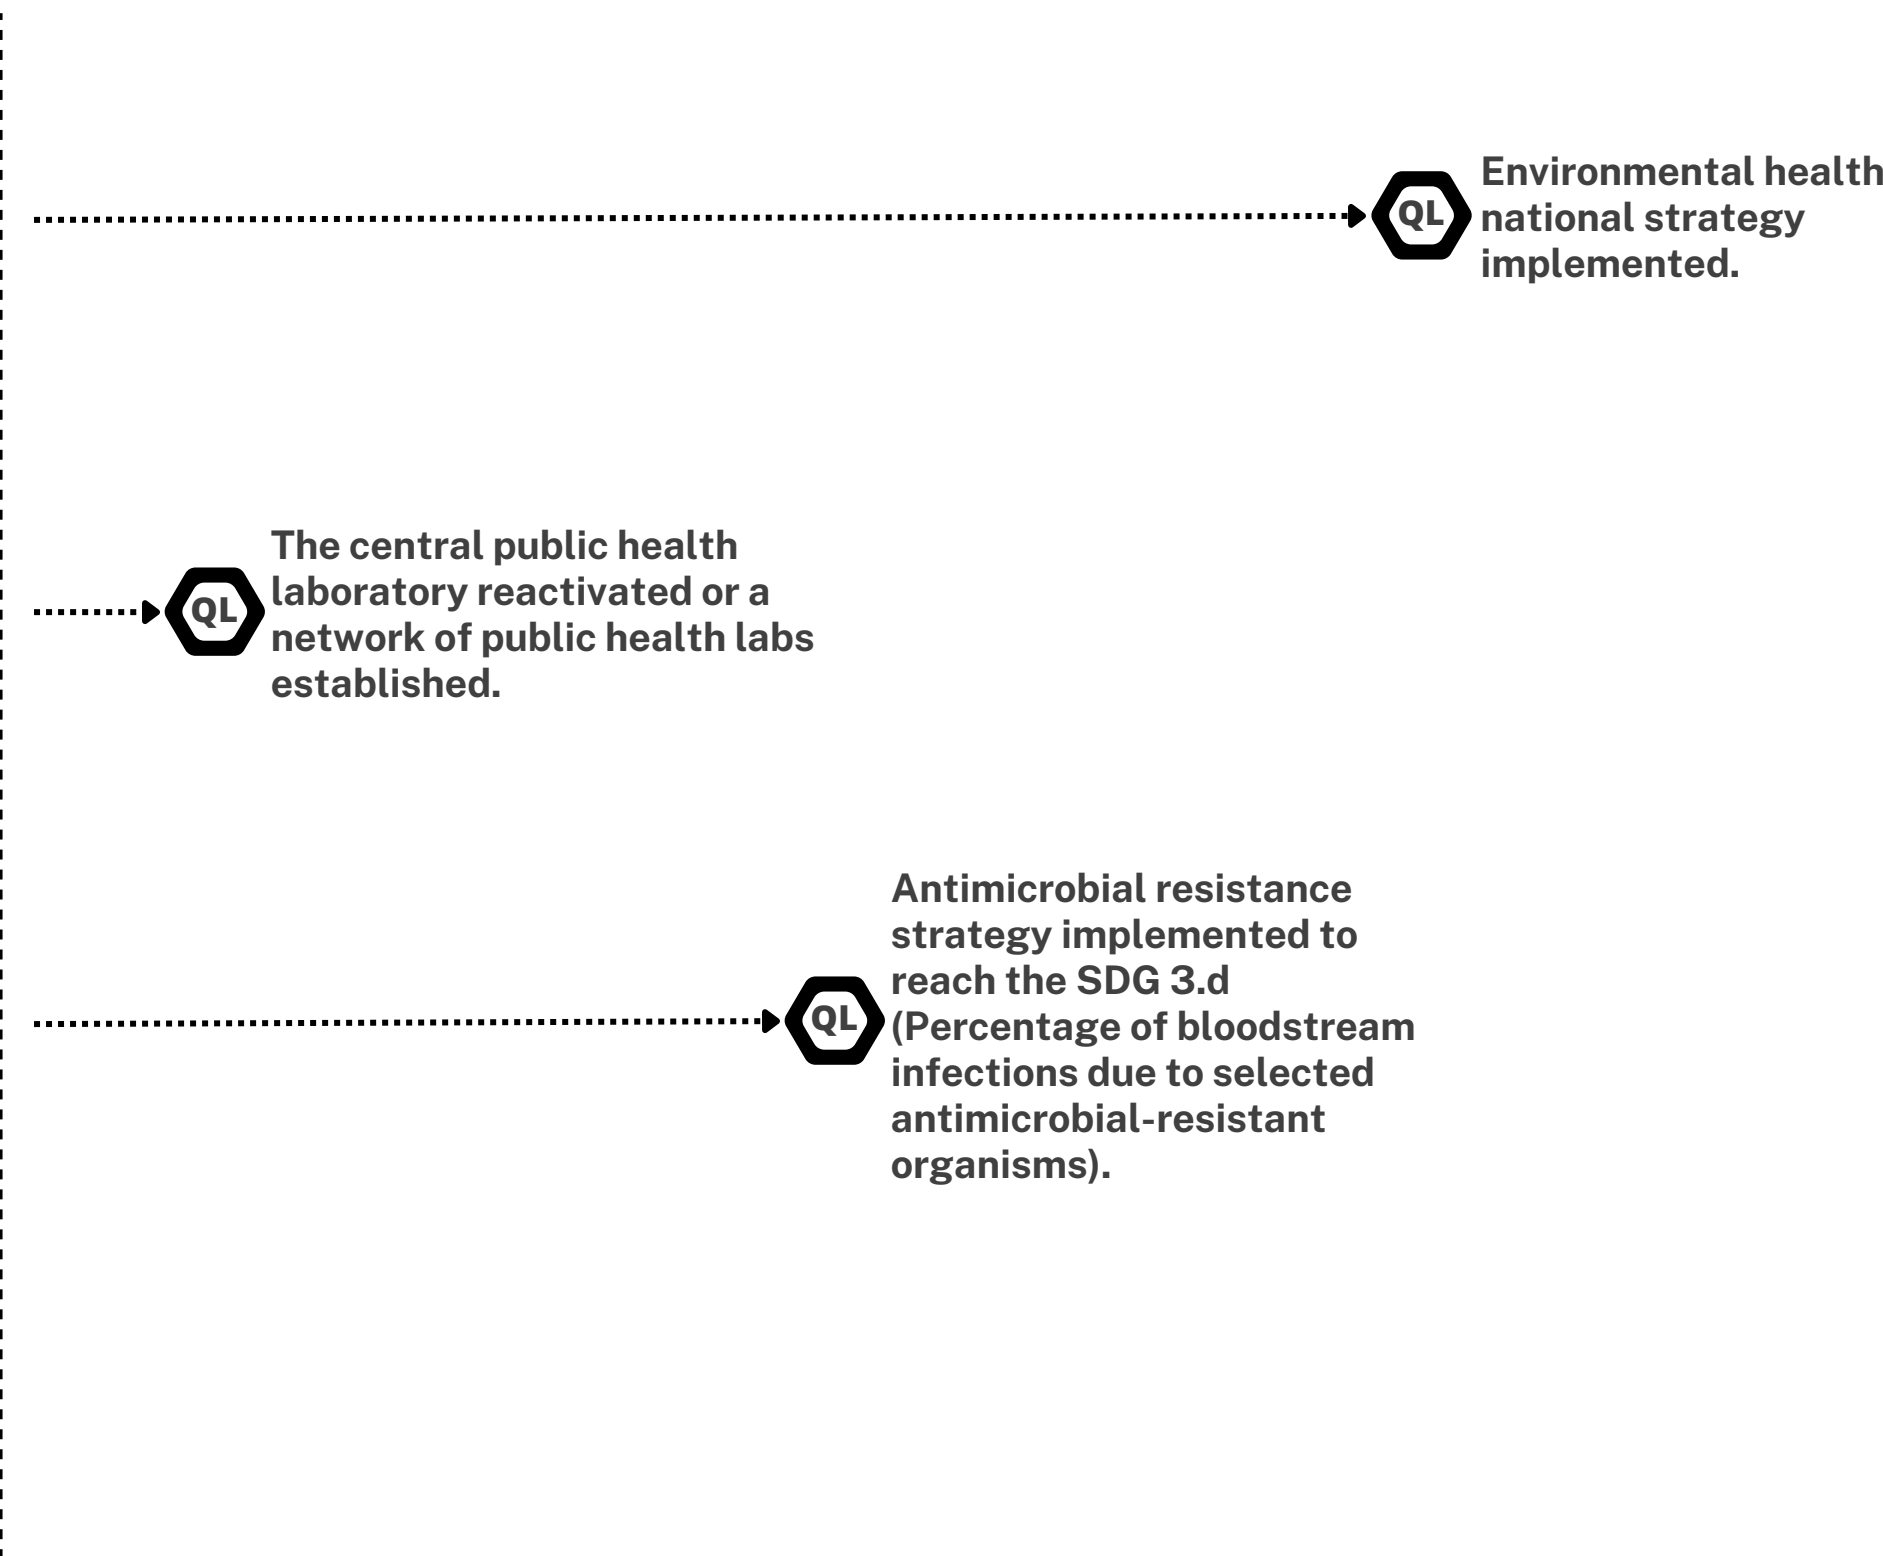 QL
Environmental health
national strategy
implemented.
QL
The central public health
laboratory reactivated or a
network of public health labs
established.
QL
Antimicrobial resistance
strategy implemented to
reach the SDG 3.d
(Percentage of bloodstream
infections due to selected
antimicrobial-resistant
organisms).